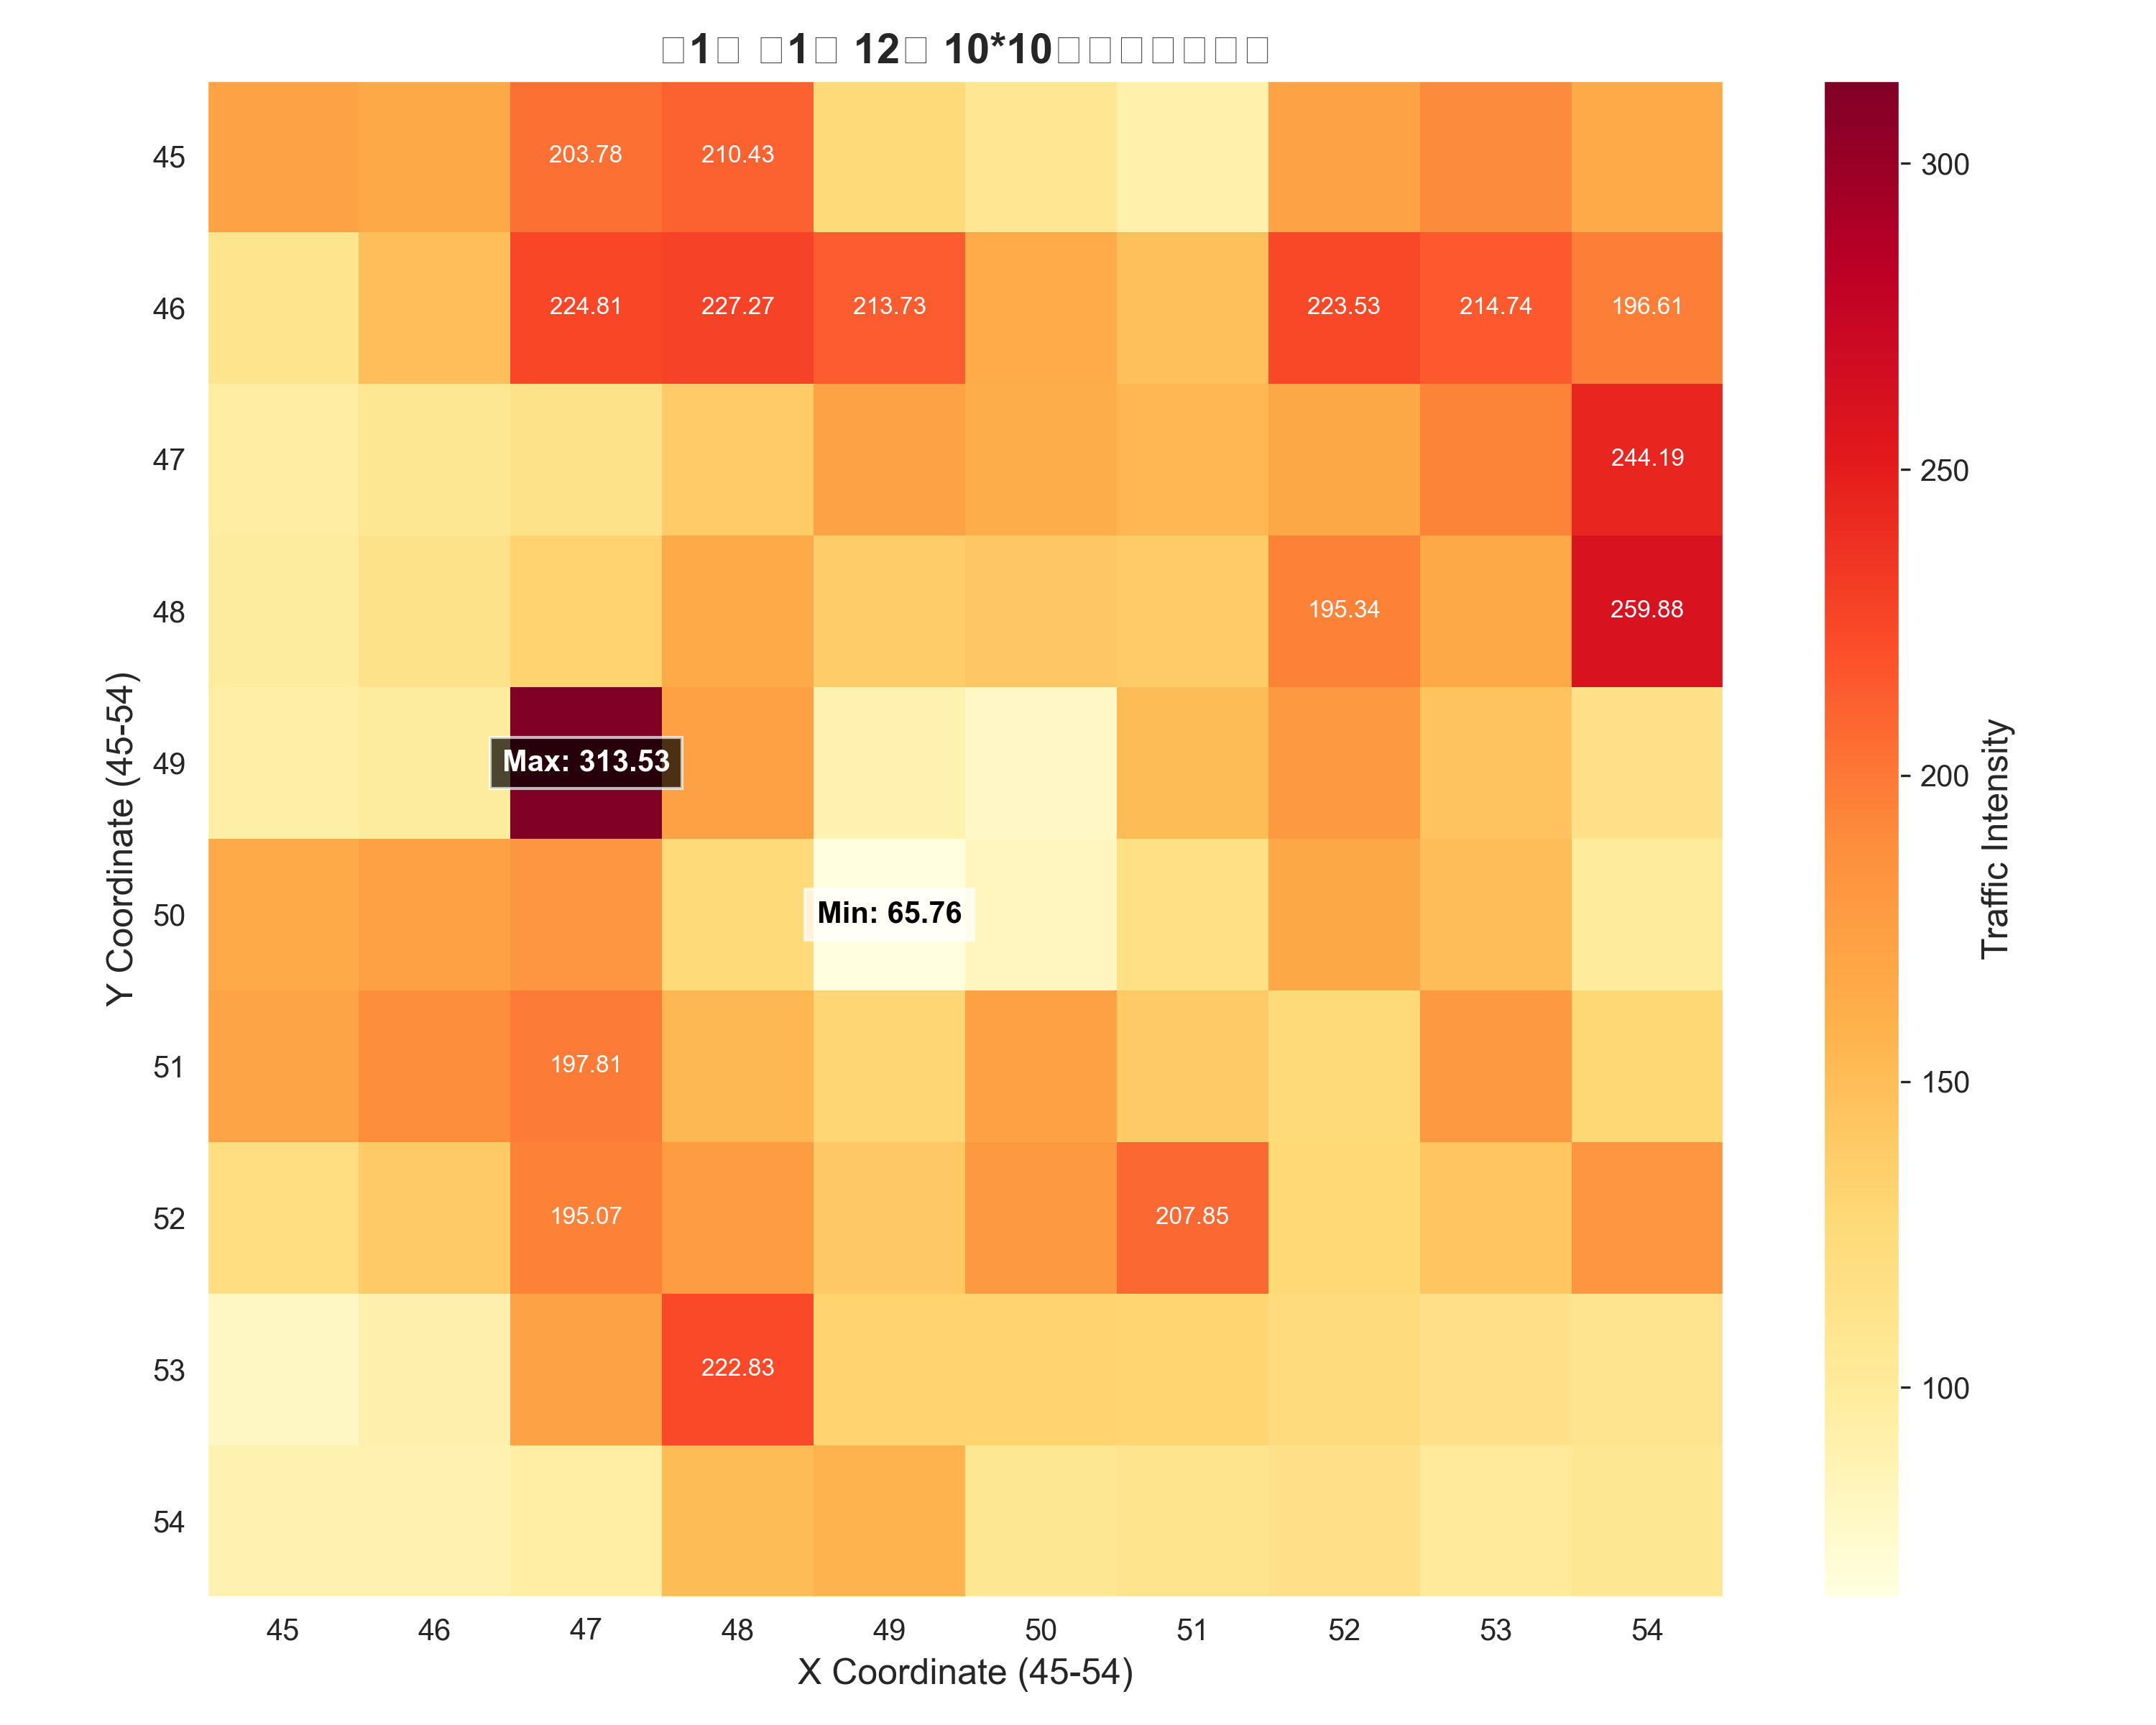 □1□ □1□ 12□ 10*10□□□□□□□
45 203.78 210.43
46 224.81 227.27 213.73 223.53 214.74 196.61
47 244.19
48 195.34 259.88
49 Max: 313.53
50 Min: 65.76
51 197.81
52 195.07 207.85
53 222.83
54
45 46 47 48 49 50 51 52 53 54
X Coordinate (45-54)
Y Coordinate (45-54)
300
250
200
150
100
Traffic Intensity